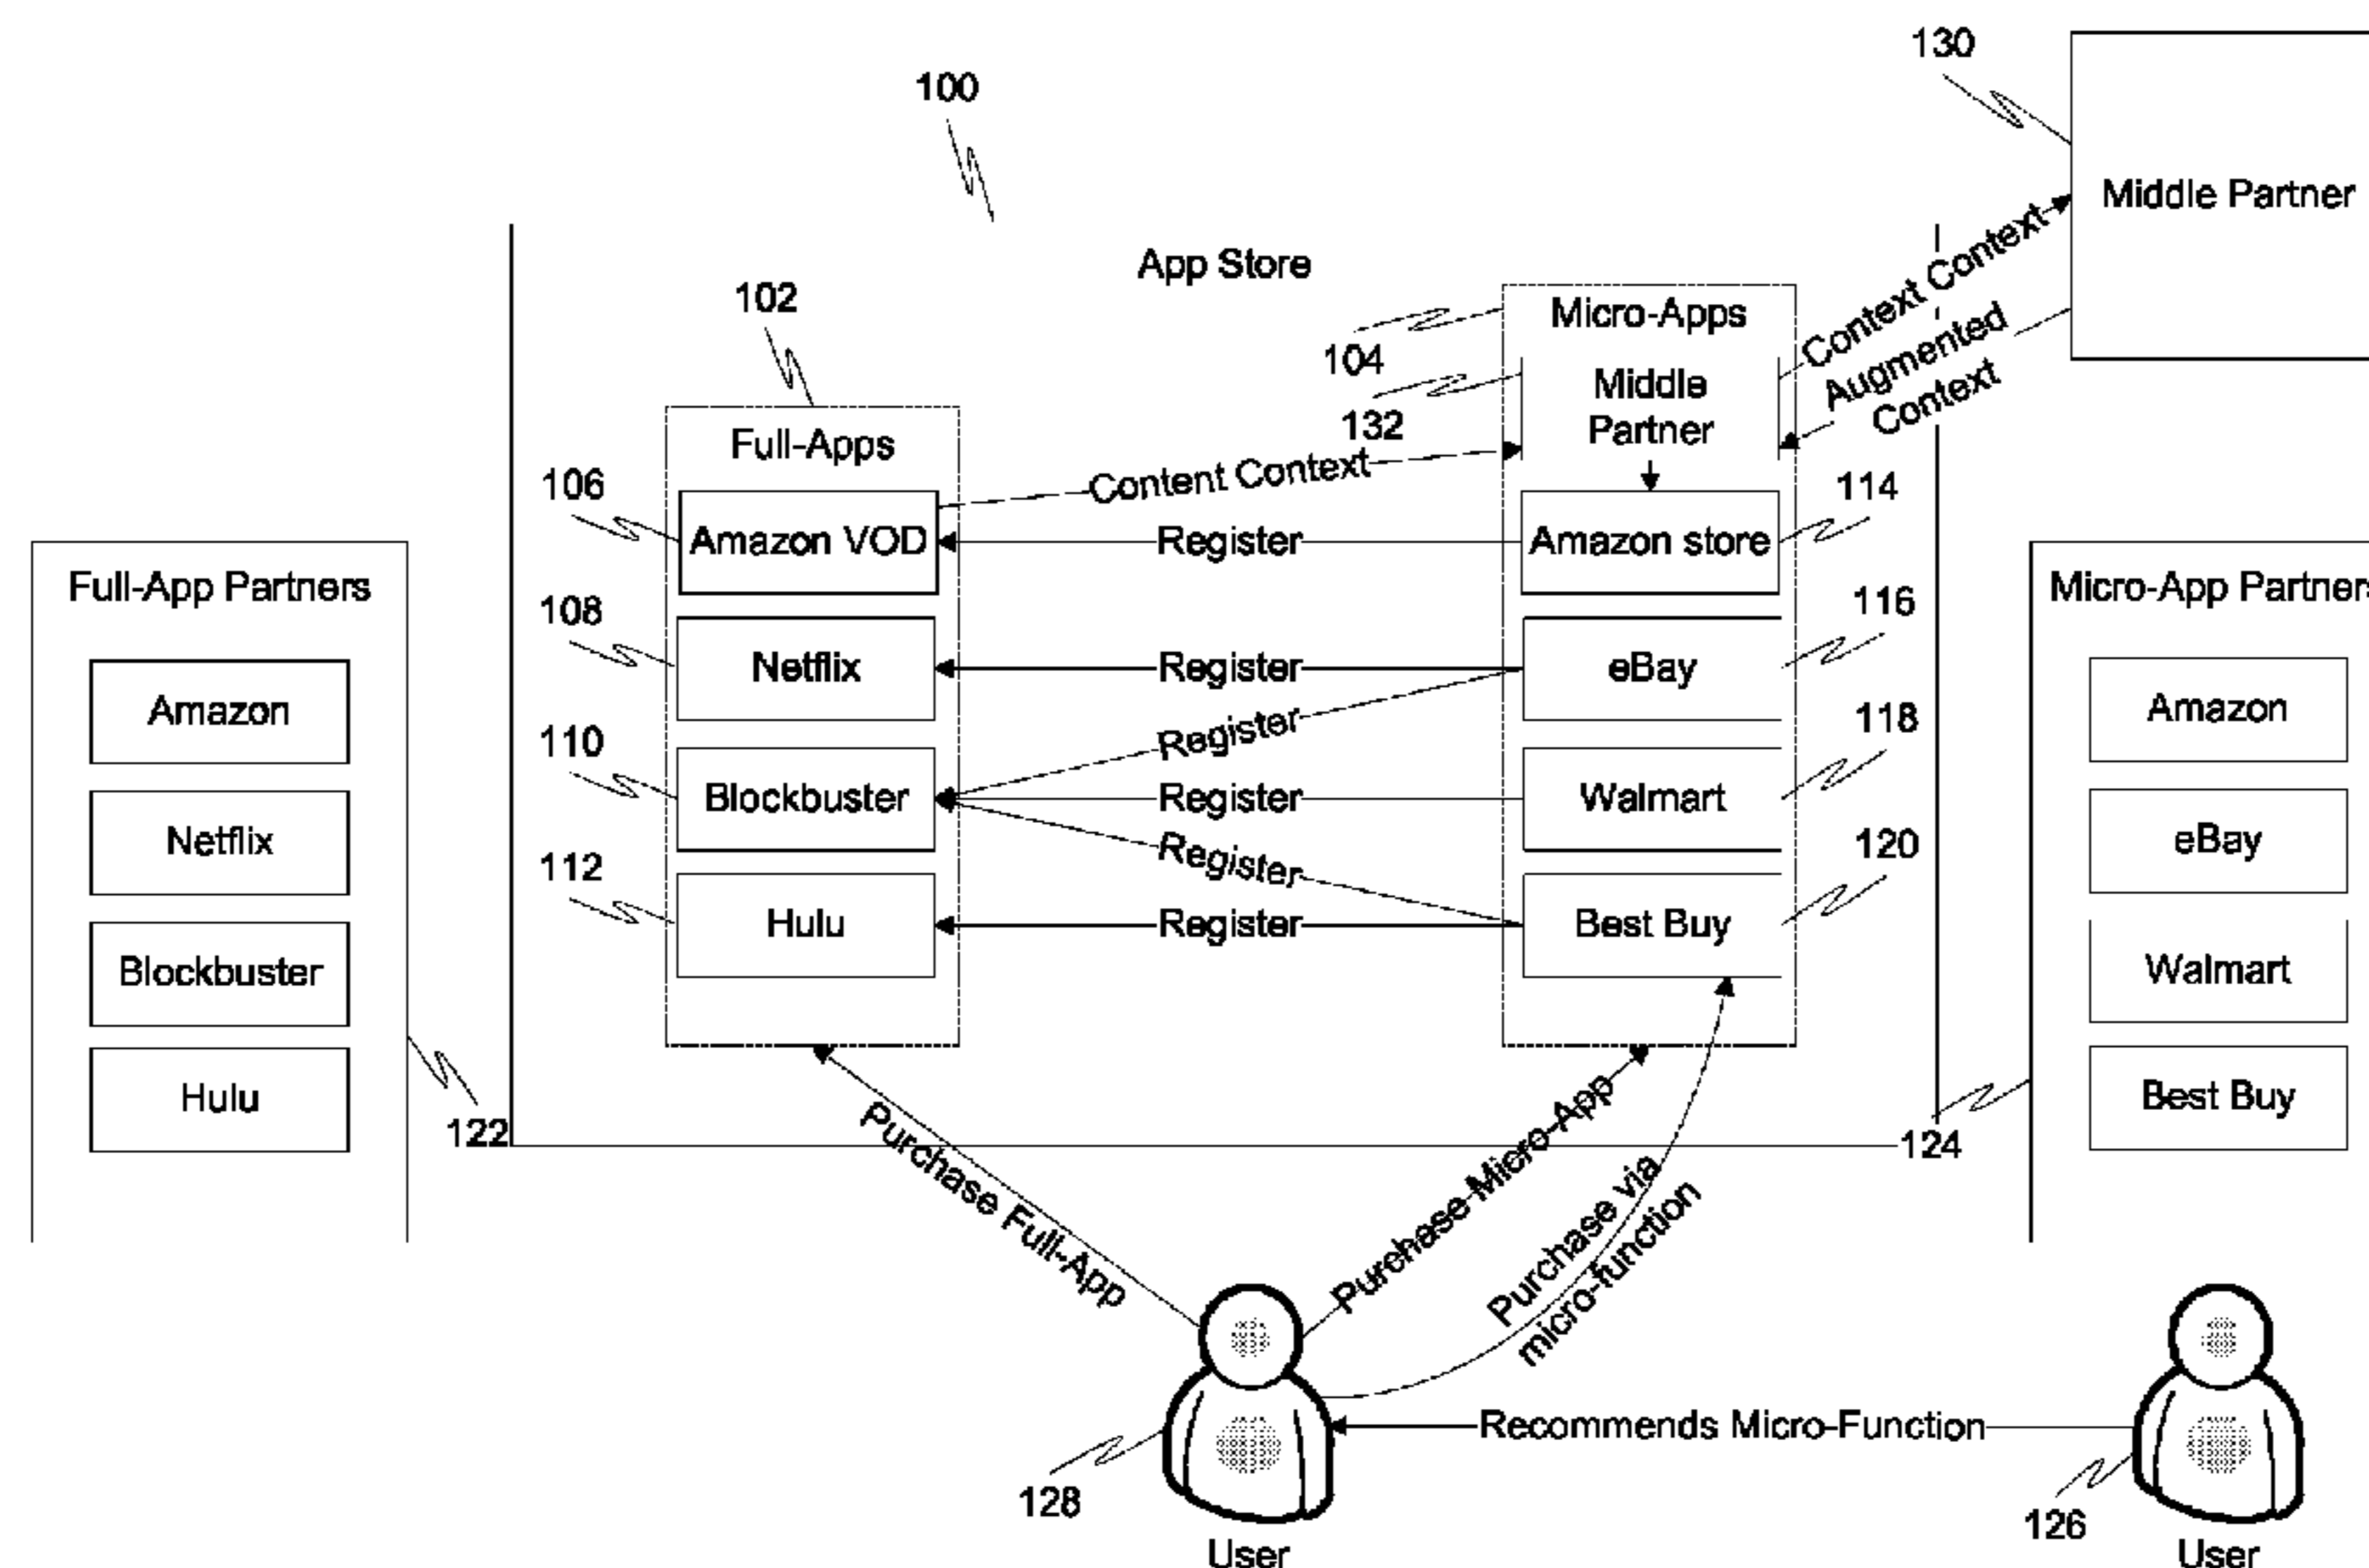 130
100
Middle Partner
App Store
102
Micro-Apps
Context Context
104
Augmented
Context
Middle
Partner
132
Full-Apps
Content Context
106
114
Amazon VOD
Register
Amazon store
Full-App Partners
Micro-App Partners
108
116
Netflix
Register
eBay
Amazon
Amazon
110
Register
118
Blockbuster
Register
Walmart
Netflix
eBay
112
Register
120
Hulu
Register
Best Buy
Blockbuster
Walmart
Hulu
Best Buy
122
124
Purchase Full-App
Purchase Micro-App
Purchase via
micro-function
Recommends Micro-Function
128
126
User
User